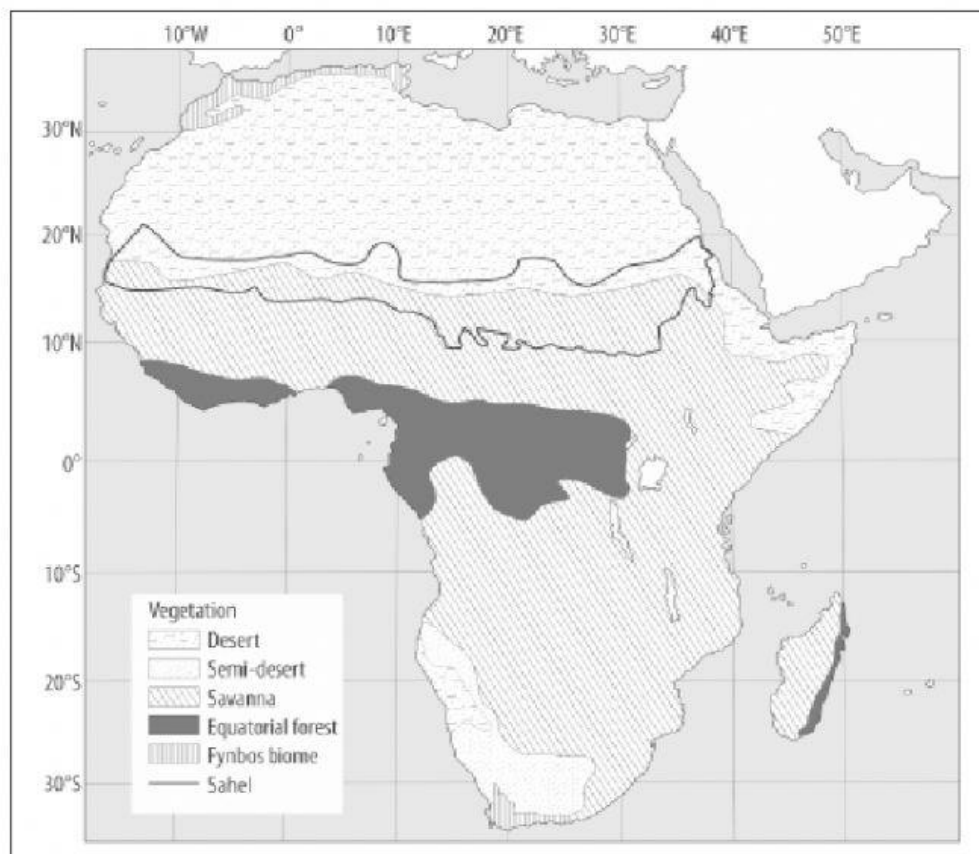 10°W 0° 10°E 20°E 30°E 40°E 50°E
30°N
20°N
10°N
0°
10°S
20°S
30°S
Vegetation
Desert
Semi-desert
Savanna
Equatorial forest
Fynbos biome
Sahel